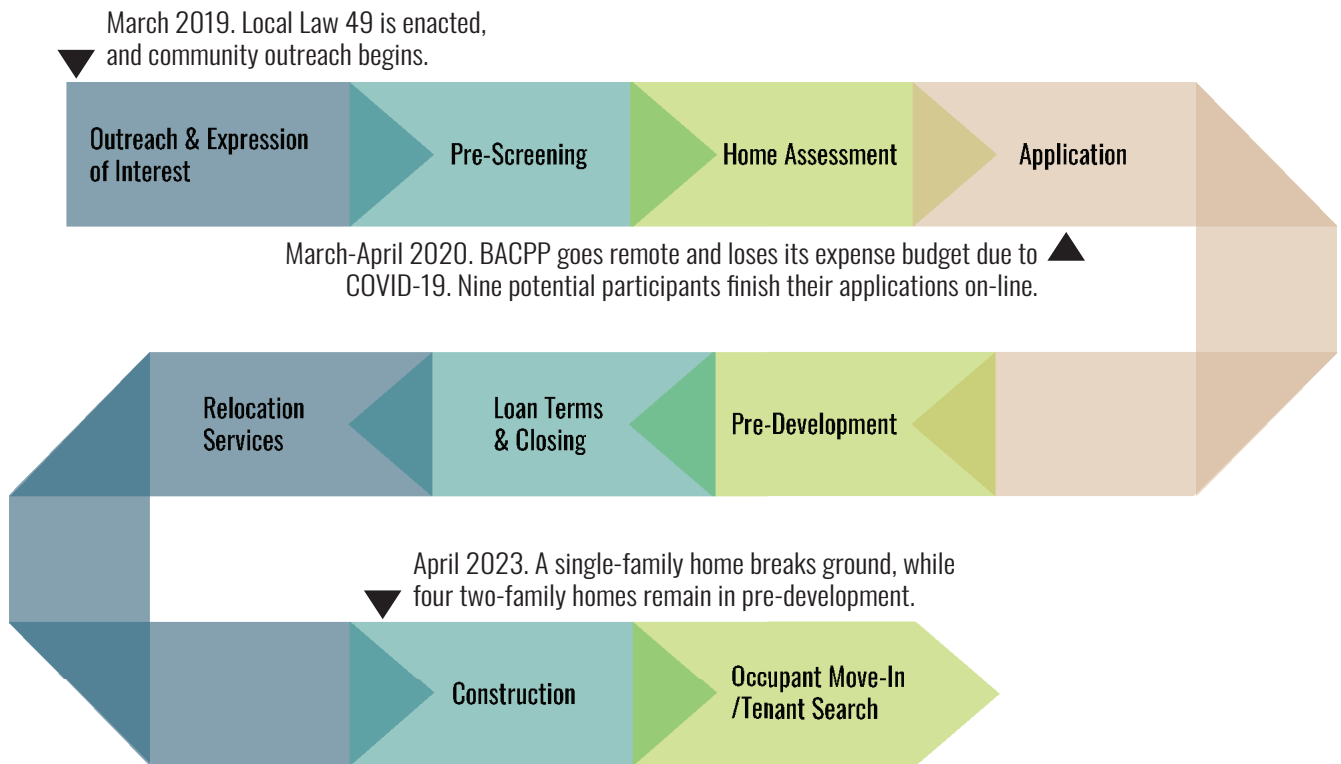 March 2019. Local Law 49 is enacted,
and community outreach begins.
Outreach & Expression
of Interest
Pre-Screening
Home Assessment
Application
March-April 2020. BACPP goes remote and loses its expense budget due to
COVID-19. Nine potential participants finish their applications on-line.
Relocation
Services
Loan Terms
& Closing
Pre-Development
April 2023. A single-family home breaks ground, while
four two-family homes remain in pre-development.
Construction
Occupant Move-In
/Tenant Search